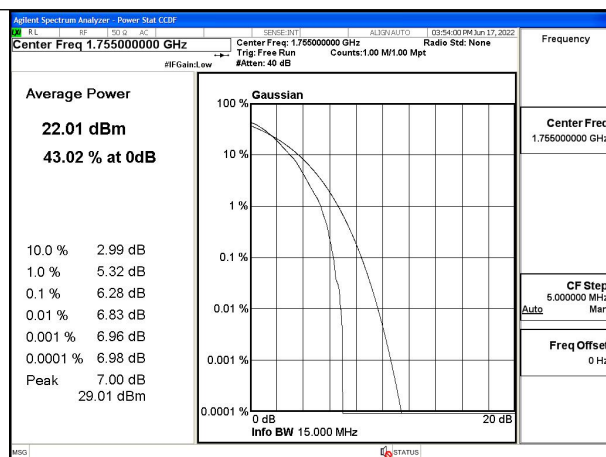 Agilent Spectrum Analyzer - Power Stat CCDF
RL RF 50 Ω AC SENSE:INT ALIGNAUTO 03:54:00 PM Jun 17, 2022
Center Freq 1.755000000 GHz
Center Freq: 1.755000000 GHz Radio Std: None
Trig: Free Run Counts:1.00 M/1.00 Mpt
#IFGain:Low #Atten: 40 dB
Average Power
22.01 dBm
43.02 % at 0dB
10.0 % 2.99 dB
1.0 % 5.32 dB
0.1 % 6.28 dB
0.01 % 6.83 dB
0.001 % 6.96 dB
0.0001 % 6.98 dB
Peak 7.00 dB
29.01 dBm
Gaussian
100 %
10 %
1 %
0.1 %
0.01 %
0.001 %
0.0001 %
0 dB 20 dB
Info BW 15.000 MHz
Frequency
Center Freq
1.755000000 GHz
CF Step
5.000000 MHz
Auto Man
Freq Offset
0 Hz
MSG STATUS